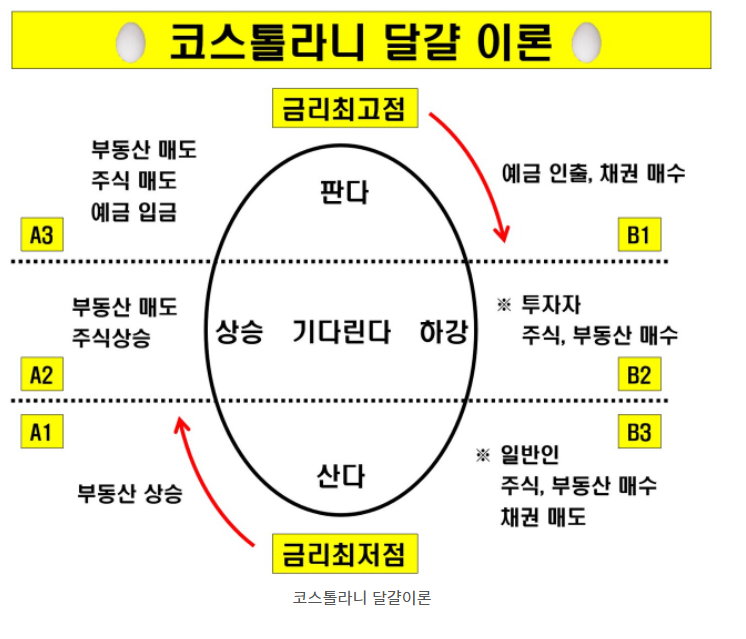 코스톨라니 달걀 이론
금리최고점
부동산 매도
주식 매도
예금 입금
판다
예금 인출, 채권 매수
A3
B1
부동산 매도
주식상승
상승 기다린다 하강
※ 투자자
주식, 부동산 매수
A2
B2
A1
B3
부동산 상승
산다
※ 일반인
주식, 부동산 매수
채권 매도
금리최저점
코스톨라니 달걀이론